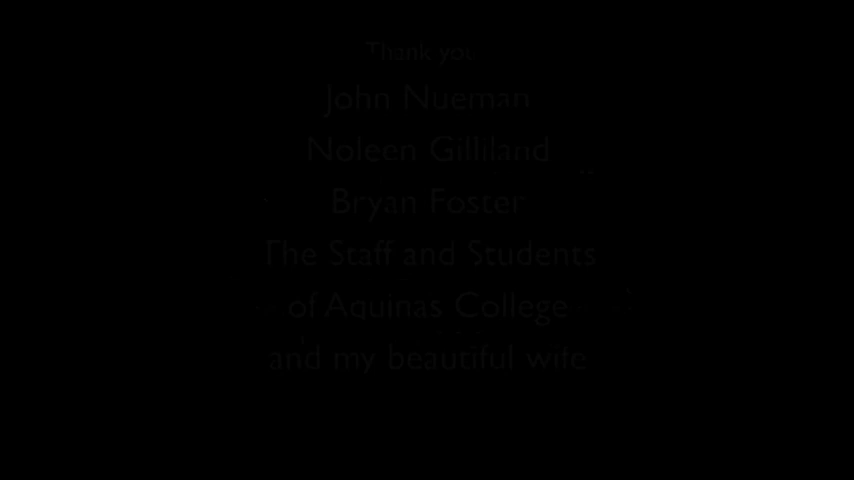 Thank you
John Nueman
Noleen Gilliland
Bryan Foster
The Staff and Students
of Aquinas College
and my beautiful wife